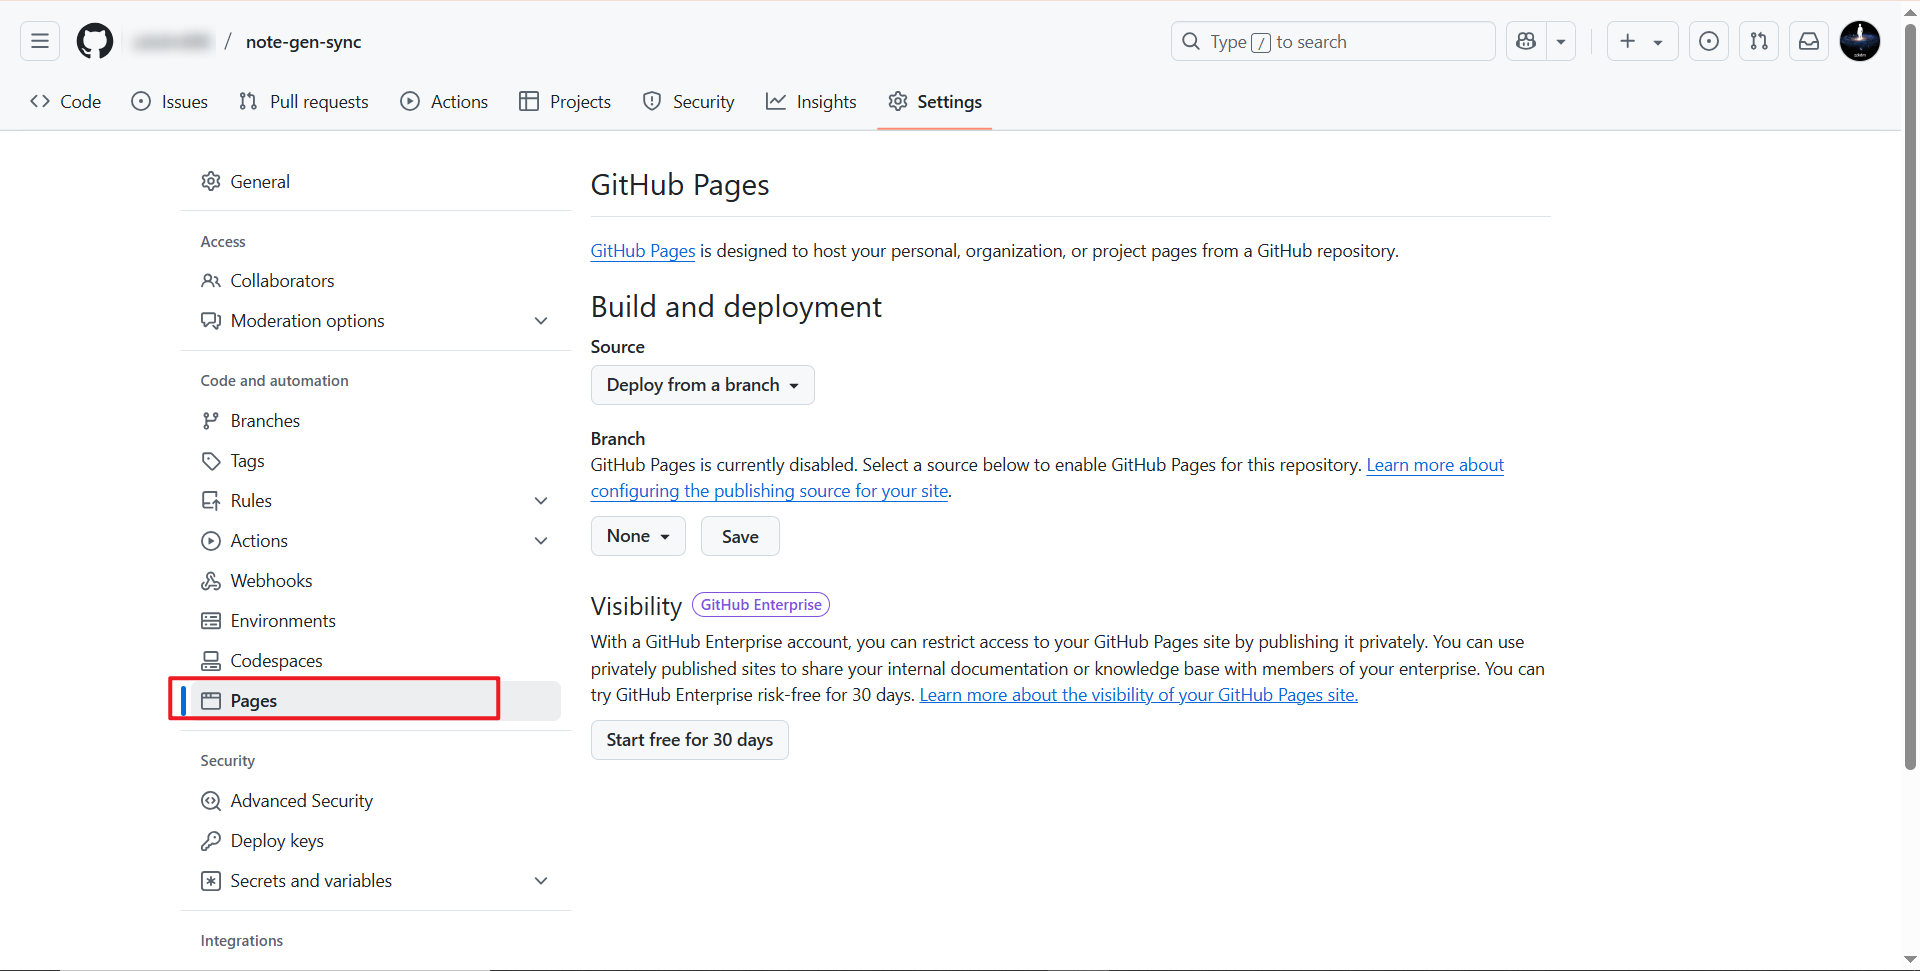 / note-gen-sync
Type / to search
Code Issues Pull requests Actions Projects Security Insights Settings
General
Access
Collaborators
Moderation options
Code and automation
Branches
Tags
Rules
Actions
Webhooks
Environments
Codespaces
Pages
Security
Advanced Security
Deploy keys
Secrets and variables
Integrations
GitHub Pages
GitHub Pages is designed to host your personal, organization, or project pages from a GitHub repository.
Build and deployment
Source
Deploy from a branch
Branch
GitHub Pages is currently disabled. Select a source below to enable GitHub Pages for this repository. Learn more about
configuring the publishing source for your site.
None Save
Visibility GitHub Enterprise
With a GitHub Enterprise account, you can restrict access to your GitHub Pages site by publishing it privately. You can use
privately published sites to share your internal documentation or knowledge base with members of your enterprise. You can
try GitHub Enterprise risk-free for 30 days. Learn more about the visibility of your GitHub Pages site.
Start free for 30 days